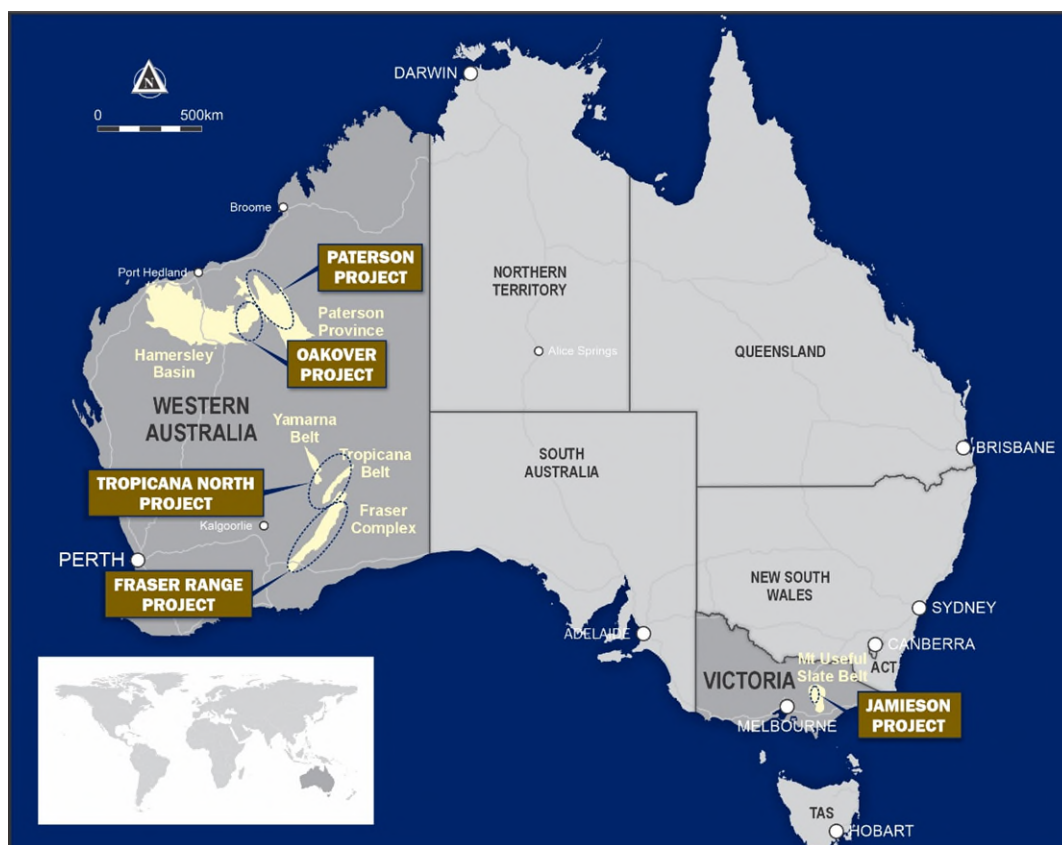 DARWIN
N
0 500km
Broome
Port Hedland
PATERSON
PROJECT
NORTHERN
TERRITORY
Paterson
Province
Alice Springs
QUEENSLAND
Hamersley
Basin
OAKOVER
PROJECT
WESTERN
AUSTRALIA
Yamarna
Belt
Tropicana
Belt
SOUTH
AUSTRALIA
BRISBANE
TROPICANA NORTH
PROJECT
Kalgoorlie
Fraser
Complex
PERTH
FRASER RANGE
PROJECT
NEW SOUTH
WALES
SYDNEY
ADELAIDE
CANBERRA
ACT
Mt Useful
Slate Belt
VICTORIA
JAMIESON
PROJECT
MELBOURNE
TAS
HOBART